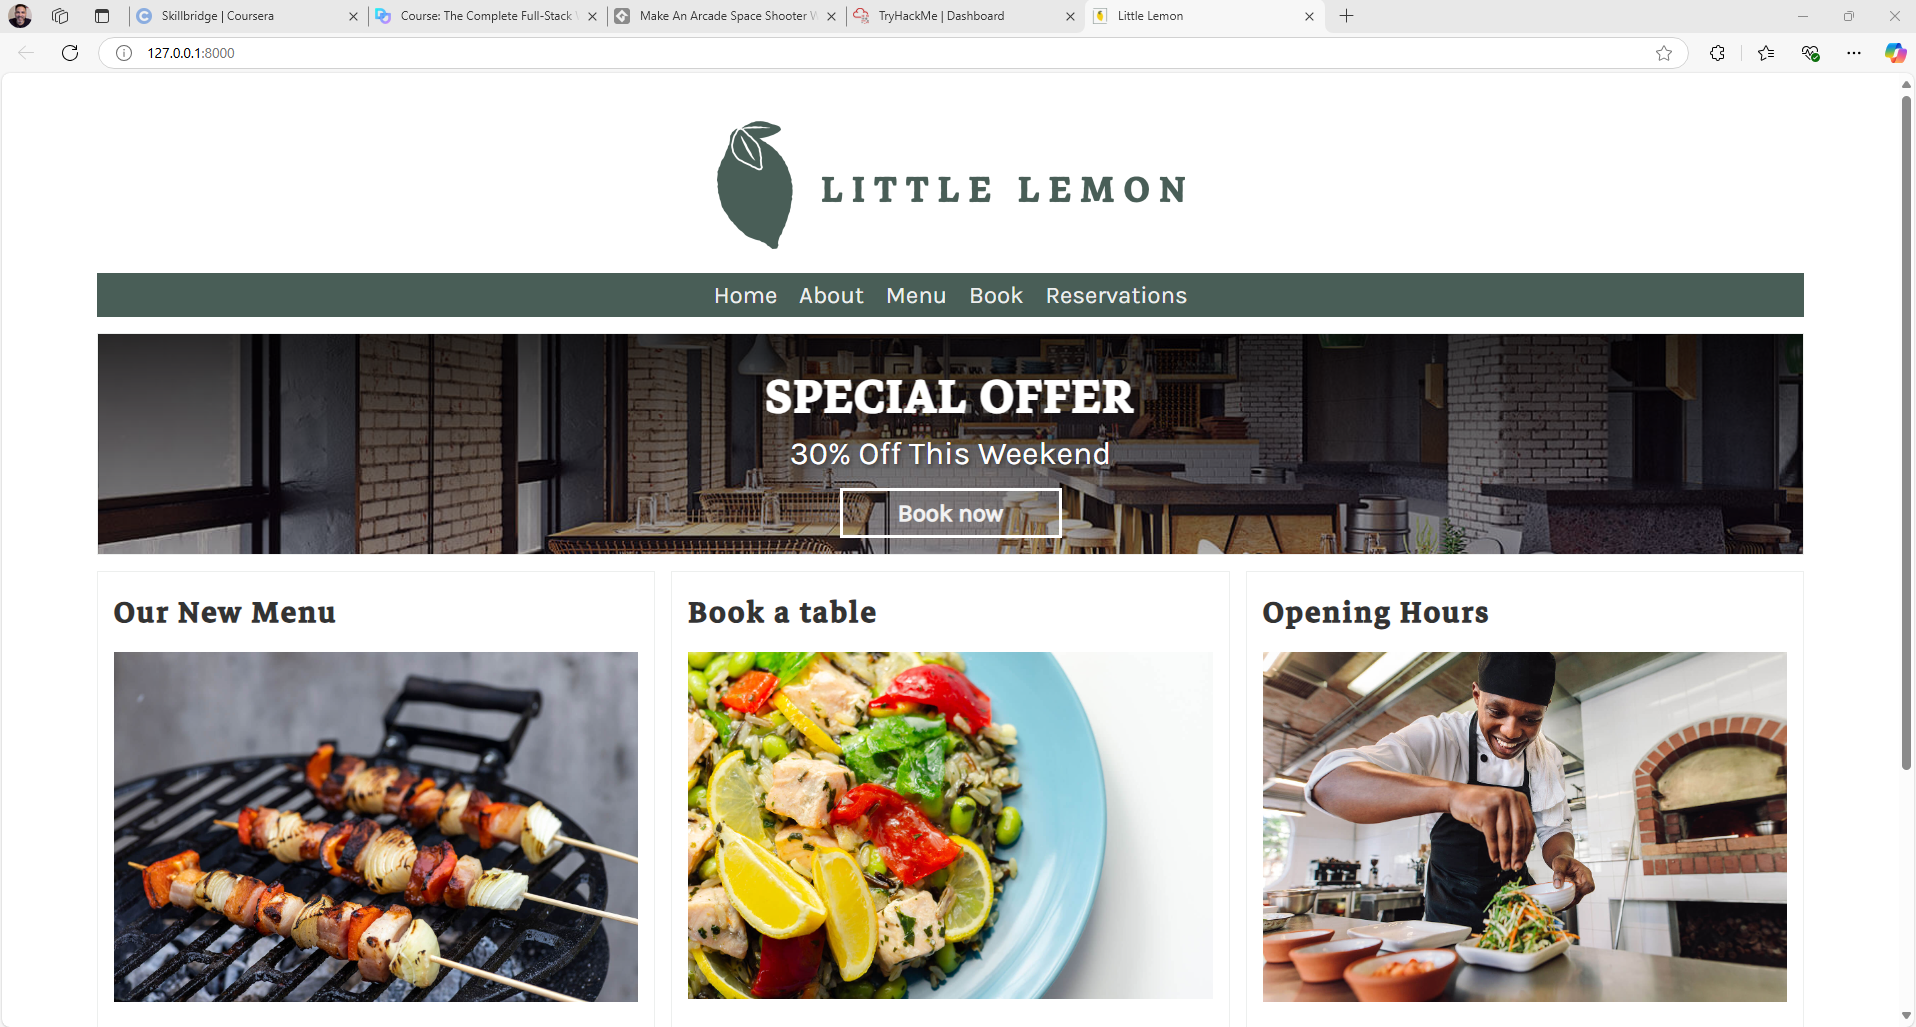 Skillbridge | Coursera
Course: The Complete Full-Stack
Make An Arcade Space Shooter
TryHackMe | Dashboard
Little Lemon
127.0.0.1:8000
LITTLE LEMON
Home About Menu Book Reservations
SPECIAL OFFER
30% Off This Weekend
Book now
Our New Menu
Book a table
Opening Hours